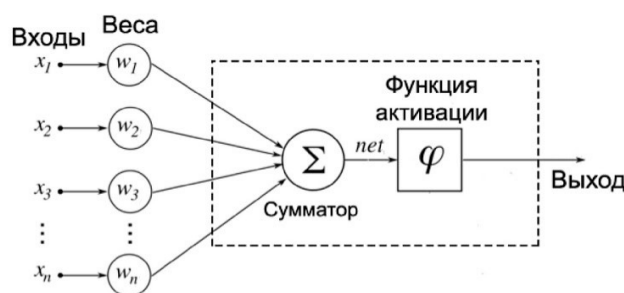 Входы
Веса
x1
w1
x2
w2
x3
w3
⋮
⋮
xn
wn
Σ
Сумматор
net
Функция
активации
φ
Выход